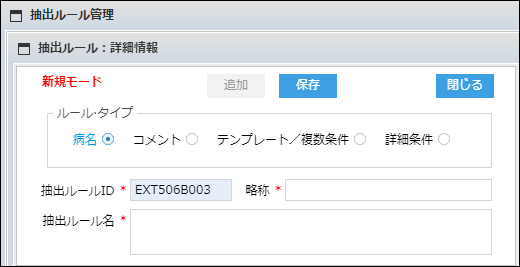 抽出ルール管理
抽出ルール：詳細情報
新規モード 追加 保存 閉じる
ルール・タイプ
病名 コメント テンプレート／複数条件 詳細条件
抽出ルールID * EXT506B003 略称 *
抽出ルール名 *